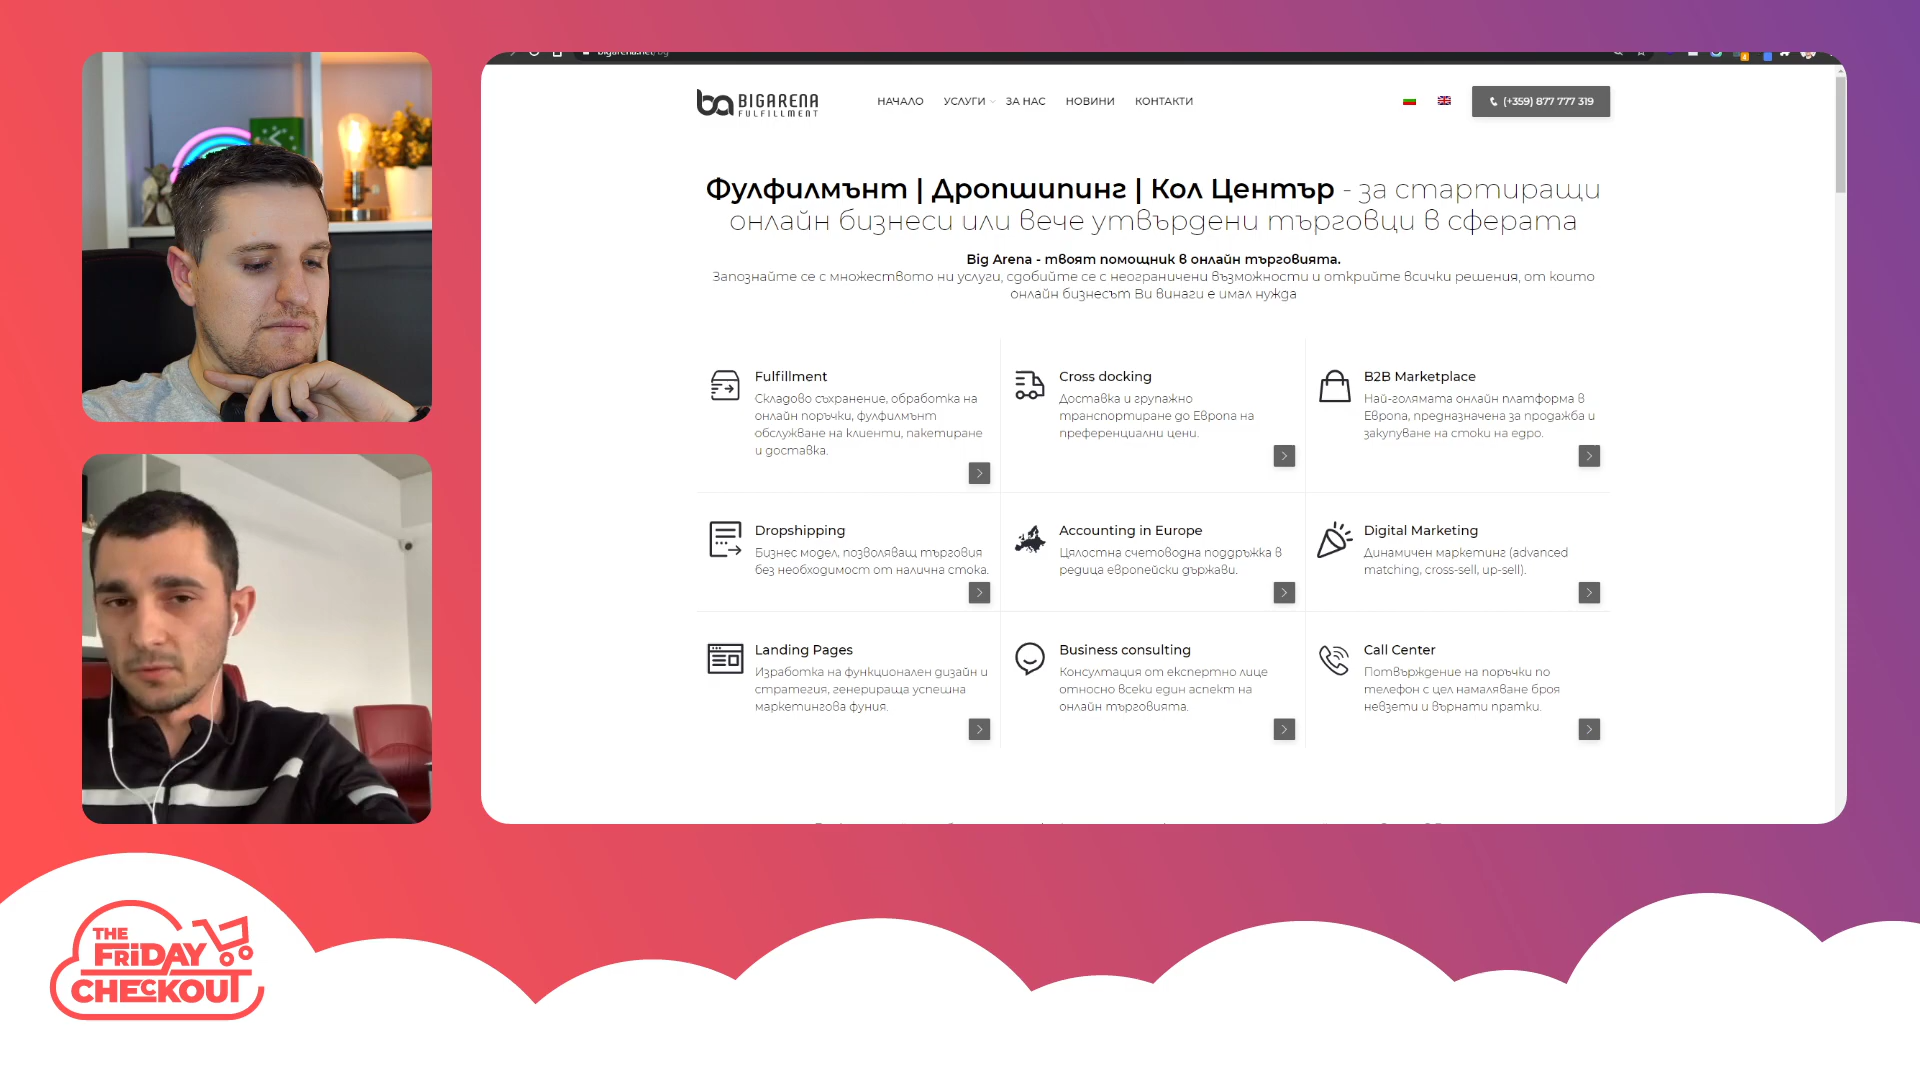 bigarena.net/bg
BIGARENA
FULFILLMENT
НАЧАЛО
УСЛУГИ
ЗА НАС
НОВИНИ
КОНТАКТИ
(+359) 877 777 319
Фулфилмънт | Дропшипинг | Кол Център - за стартиращи
онлайн бизнеси или вече утвърдени търговци в сферата
Big Arena - твоят помощник в онлайн търговията.
Запознайте се с множеството ни услуги, сдобийте се с неограничени възможности и открийте всички решения, от които
онлайн бизнесът Ви винаги е имал нужда
Fulfillment
Складово съхранение, обработка на
онлайн поръчки, фулфилмънт
обслужване на клиенти, пакетиране
и доставка.
Cross docking
Доставка и групажно
транспортиране до Европа на
преференциални цени.
B2B Marketplace
Най-голямата онлайн платформа в
Европа, предназначена за продажба и
закупуване на стоки на едро.
Dropshipping
Бизнес модел, позволяващ търговия
без необходимост от налична стока.
Accounting in Europe
Цялостна счетоводна поддръжка в
редица европейски държави.
Digital Marketing
Динамичен маркетинг (advanced
matching, cross-sell, up-sell).
Landing Pages
Изработка на функционален дизайн и
стратегия, генерираща успешна
маркетингова фуния.
Business consulting
Консултация от експертно лице
относно всеки един аспект на
онлайн търговията.
Call Center
Потвърждение на поръчки по
телефон с цел намаляване броя
невзети и върнати пратки.
THE
FRIDAY
CHECKOUT